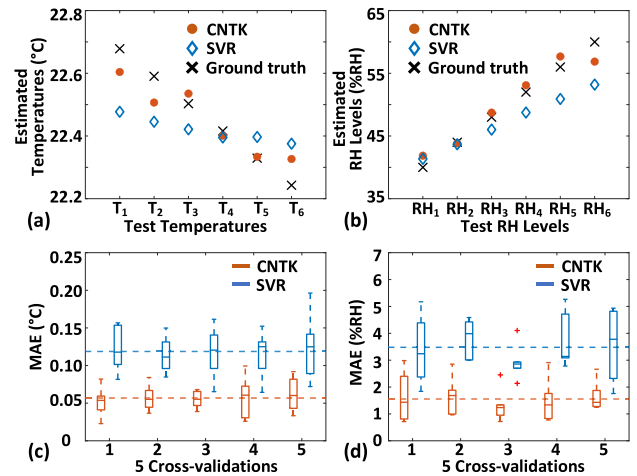 22.8
22.6
22.4
22.2
Estimated
Temperatures (°C)
CNTK
SVR
Ground truth
T1 T2 T3 T4 T5 T6
Test Temperatures
(a)
65
55
45
35
Estimated
RH Levels (%RH)
CNTK
SVR
Ground truth
RH1 RH2 RH3 RH4 RH5 RH6
Test RH Levels
(b)
0.25
0.20
0.15
0.10
0.05
0
MAE (°C)
CNTK
SVR
1 2 3 4 5
5 Cross-validations
(c)
7
6
5
4
3
2
1
0
MAE (%RH)
CNTK
SVR
1 2 3 4 5
5 Cross-validations
(d)